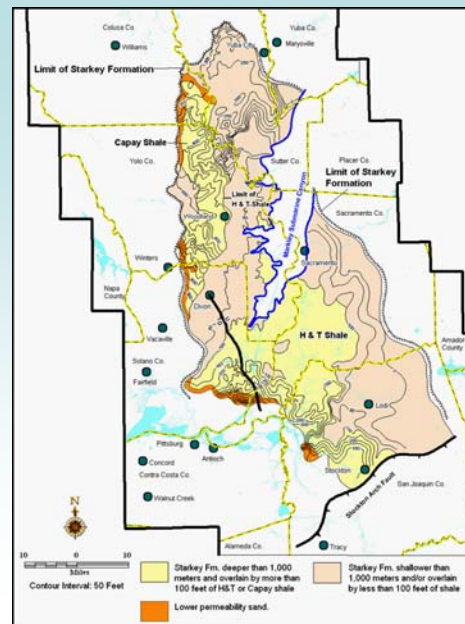 Colusa Co.
Williams
Yuba Co.
Yuba City
Marysville
Limit of Starkey Formation
Capay Shale
Yolo Co.
Sutter Co.
Placer Co.
Limit of Starkey
Formation
Limit of
H & T Shale
Markley Submarine Canyon
Woodland
Sacramento Co.
Sacramento
Winters
Napa
County
Dixon
Vacaville
H & T Shale
Amador
County
Solano Co.
Fairfield
Lodi
Pittsburg
Antioch
Concord
Contra Costa Co.
Walnut Creek
Stockton
San Joaquin Co.
Stockton Arch Fault
Alameda Co.
Tracy
N
10 0 10
Miles
Contour Interval: 50 Feet
Starkey Fm. deeper than 1,000
meters and overlain by more than
100 feet of H&T or Capay shale
Starkey Fm. shallower than
1,000 meters and/or overlain
by less than 100 feet of shale
Lower permeability sand.